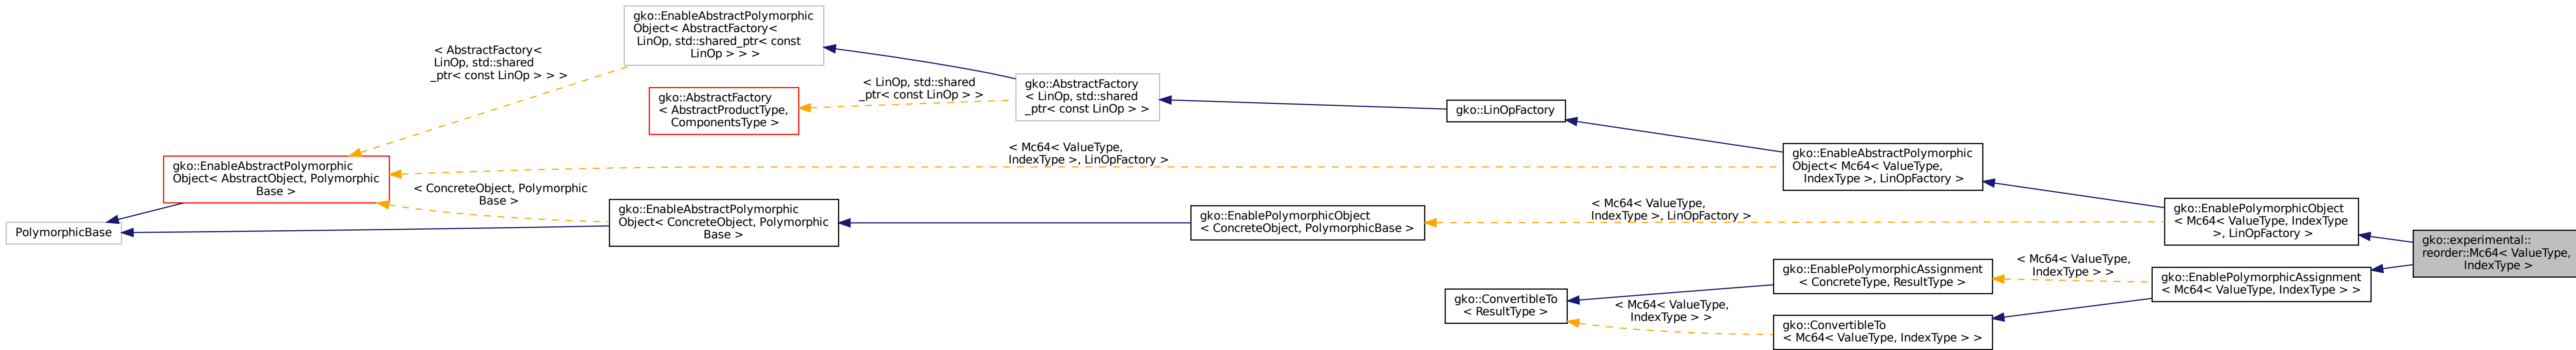 gko::EnableAbstractPolymorphic
Object< AbstractFactory<
LinOp, std::shared_ptr< const
LinOp > > >
< AbstractFactory<
LinOp, std::shared
_ptr< const LinOp > > >
gko::AbstractFactory
< AbstractProductType,
ComponentsType >
< LinOp, std::shared
_ptr< const LinOp > >
gko::AbstractFactory
< LinOp, std::shared
_ptr< const LinOp > >
gko::LinOpFactory
gko::EnableAbstractPolymorphic
Object< AbstractObject, Polymorphic
Base >
< Mc64< ValueType,
IndexType >, LinOpFactory >
gko::EnableAbstractPolymorphic
Object< Mc64< ValueType,
IndexType >, LinOpFactory >
< ConcreteObject, Polymorphic
Base >
PolymorphicBase
gko::EnableAbstractPolymorphic
Object< ConcreteObject, Polymorphic
Base >
gko::EnablePolymorphicObject
< ConcreteObject, PolymorphicBase >
< Mc64< ValueType,
IndexType >, LinOpFactory >
gko::EnablePolymorphicObject
< Mc64< ValueType, IndexType
>, LinOpFactory >
gko::experimental::
reorder::Mc64< ValueType,
IndexType >
gko::ConvertibleTo
< ResultType >
gko::EnablePolymorphicAssignment
< ConcreteType, ResultType >
< Mc64< ValueType,
IndexType > >
gko::EnablePolymorphicAssignment
< Mc64< ValueType, IndexType > >
< Mc64< ValueType,
IndexType > >
gko::ConvertibleTo
< Mc64< ValueType, IndexType > >